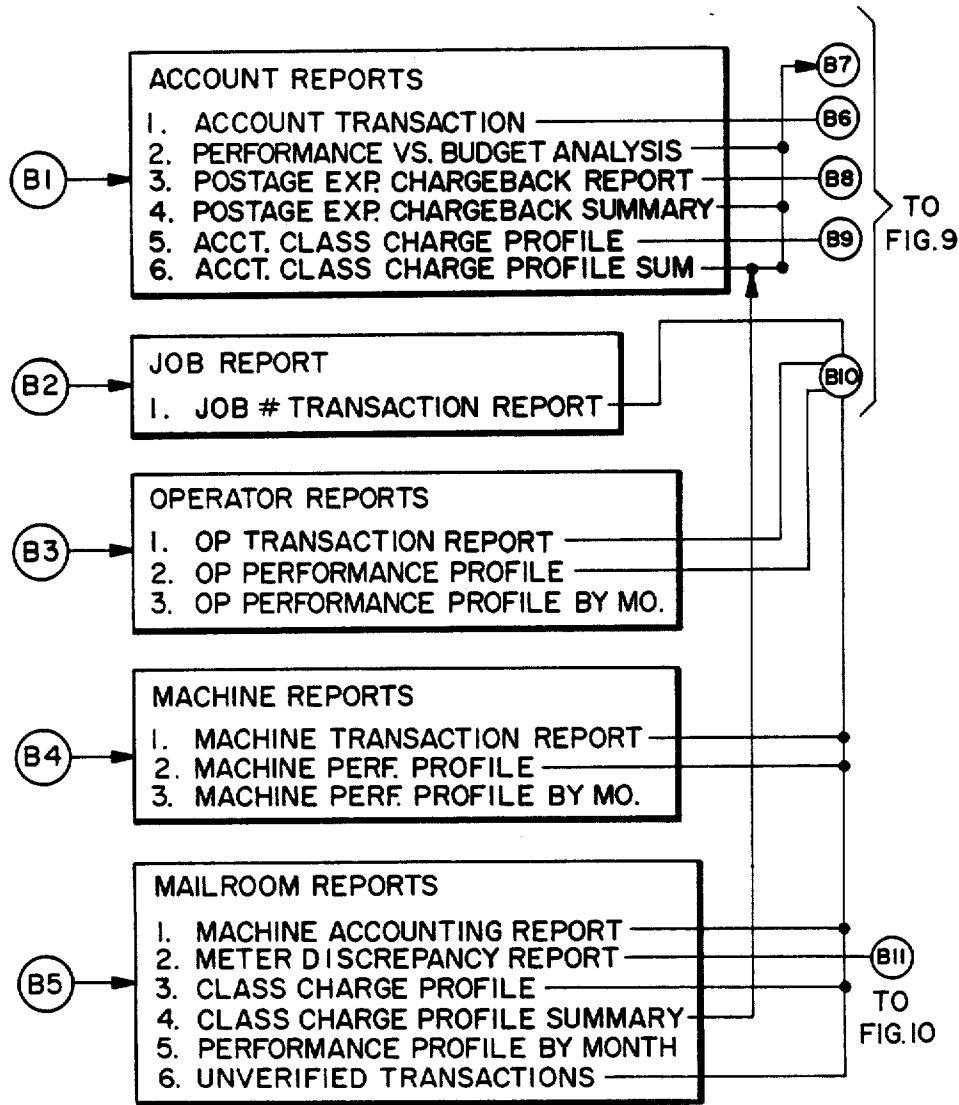 ACCOUNT REPORTS
1. ACCOUNT TRANSACTION
2. PERFORMANCE VS. BUDGET ANALYSIS
3. POSTAGE EXP. CHARGEBACK REPORT
4. POSTAGE EXP. CHARGEBACK SUMMARY
5. ACCT. CLASS CHARGE PROFILE
6. ACCT. CLASS CHARGE PROFILE SUM
B1
B7
B6
B8
B9
TO
FIG.9
B2
JOB REPORT
1. JOB # TRANSACTION REPORT
B10
B3
OPERATOR REPORTS
1. OP TRANSACTION REPORT
2. OP PERFORMANCE PROFILE
3. OP PERFORMANCE PROFILE BY MO.
B4
MACHINE REPORTS
1. MACHINE TRANSACTION REPORT
2. MACHINE PERF. PROFILE
3. MACHINE PERF. PROFILE BY MO.
B5
MAILROOM REPORTS
1. MACHINE ACCOUNTING REPORT
2. METER DISCREPANCY REPORT
3. CLASS CHARGE PROFILE
4. CLASS CHARGE PROFILE SUMMARY
5. PERFORMANCE PROFILE BY MONTH
6. UNVERIFIED TRANSACTIONS
B11
TO
FIG.10